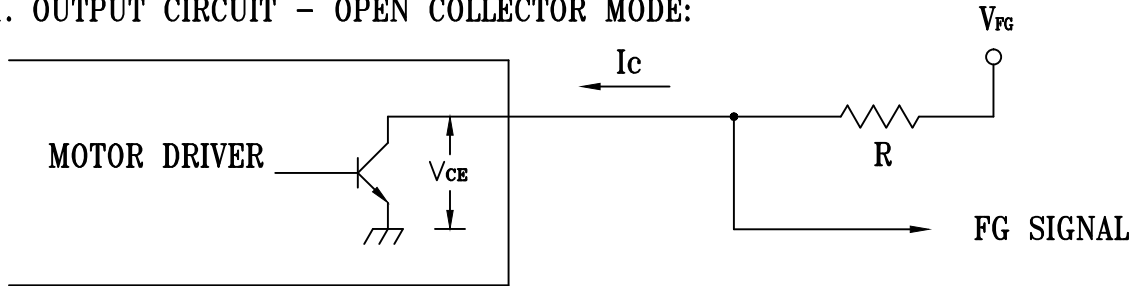 . OUTPUT CIRCUIT - OPEN COLLECTOR MODE:
VFG
Ic
MOTOR DRIVER
VCE
R
FG SIGNAL